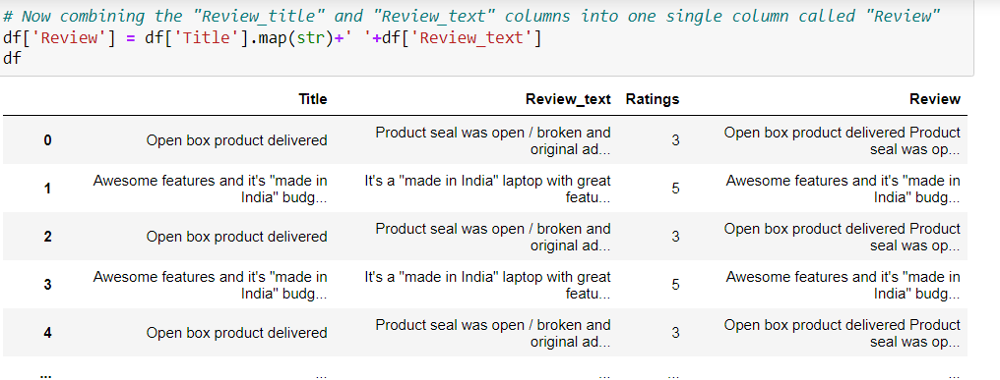 # Now combining the "Review_title" and "Review_text" columns into one single column called "Review"
df['Review'] = df['Title'].map(str)+' '+df['Review_text']
df
Title Review_text Ratings Review
0 Open box product delivered Product seal was open / broken and original ad... 3 Open box product delivered Product seal was op...
1 Awesome features and it's "made in India" budg... It's a "made in India" laptop with great featu... 5 Awesome features and it's "made in India" budg...
2 Open box product delivered Product seal was open / broken and original ad... 3 Open box product delivered Product seal was op...
3 Awesome features and it's "made in India" budg... It's a "made in India" laptop with great featu... 5 Awesome features and it's "made in India" budg...
4 Open box product delivered Product seal was open / broken and original ad... 3 Open box product delivered Product seal was op...
... ... ... ... ...